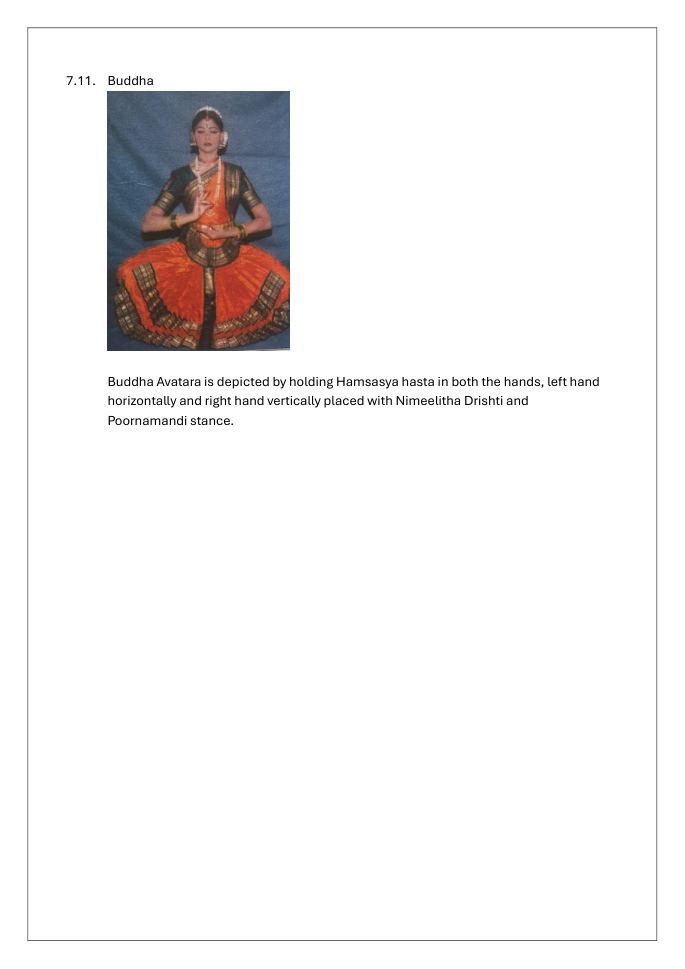 7.11. Buddha
Buddha Avatara is depicted by holding Hamsasya hasta in both the hands, left hand
horizontally and right hand vertically placed with Nimeelitha Drishti and
Poornamandi stance.